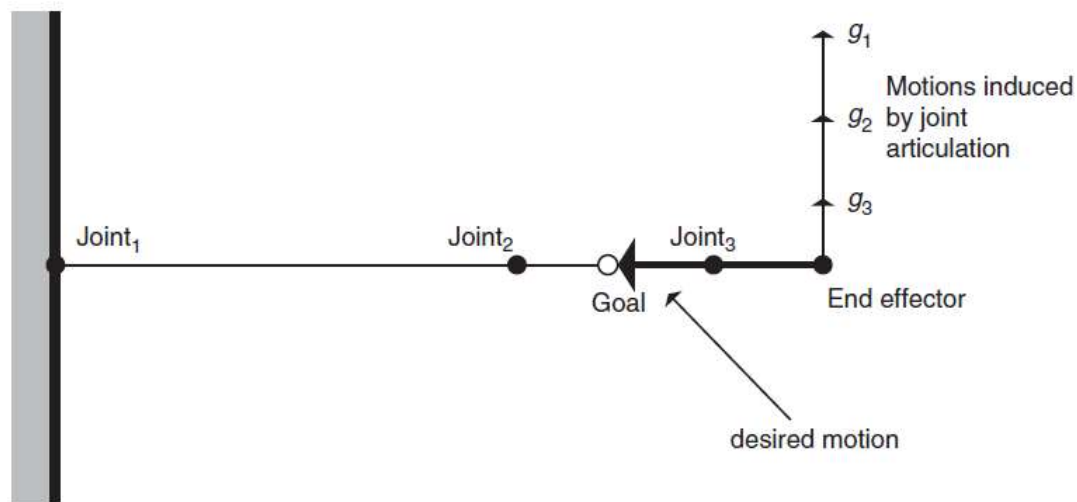 g₁
Motions induced
g₂ by joint
articulation
g₃
Joint₁ Joint₂ Joint₃
Goal
End effector
desired motion